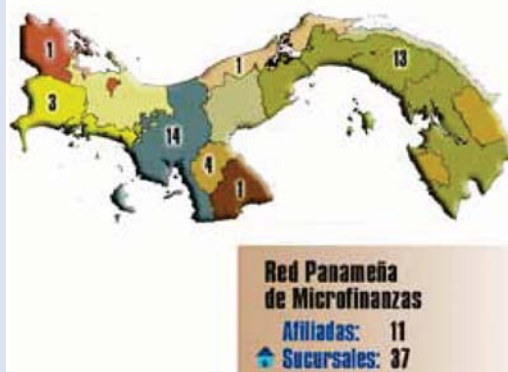 1
1
13
3
14
4
1
Red Panameña
de Microfinanzas
Afiliadas: 11
Sucursales: 37